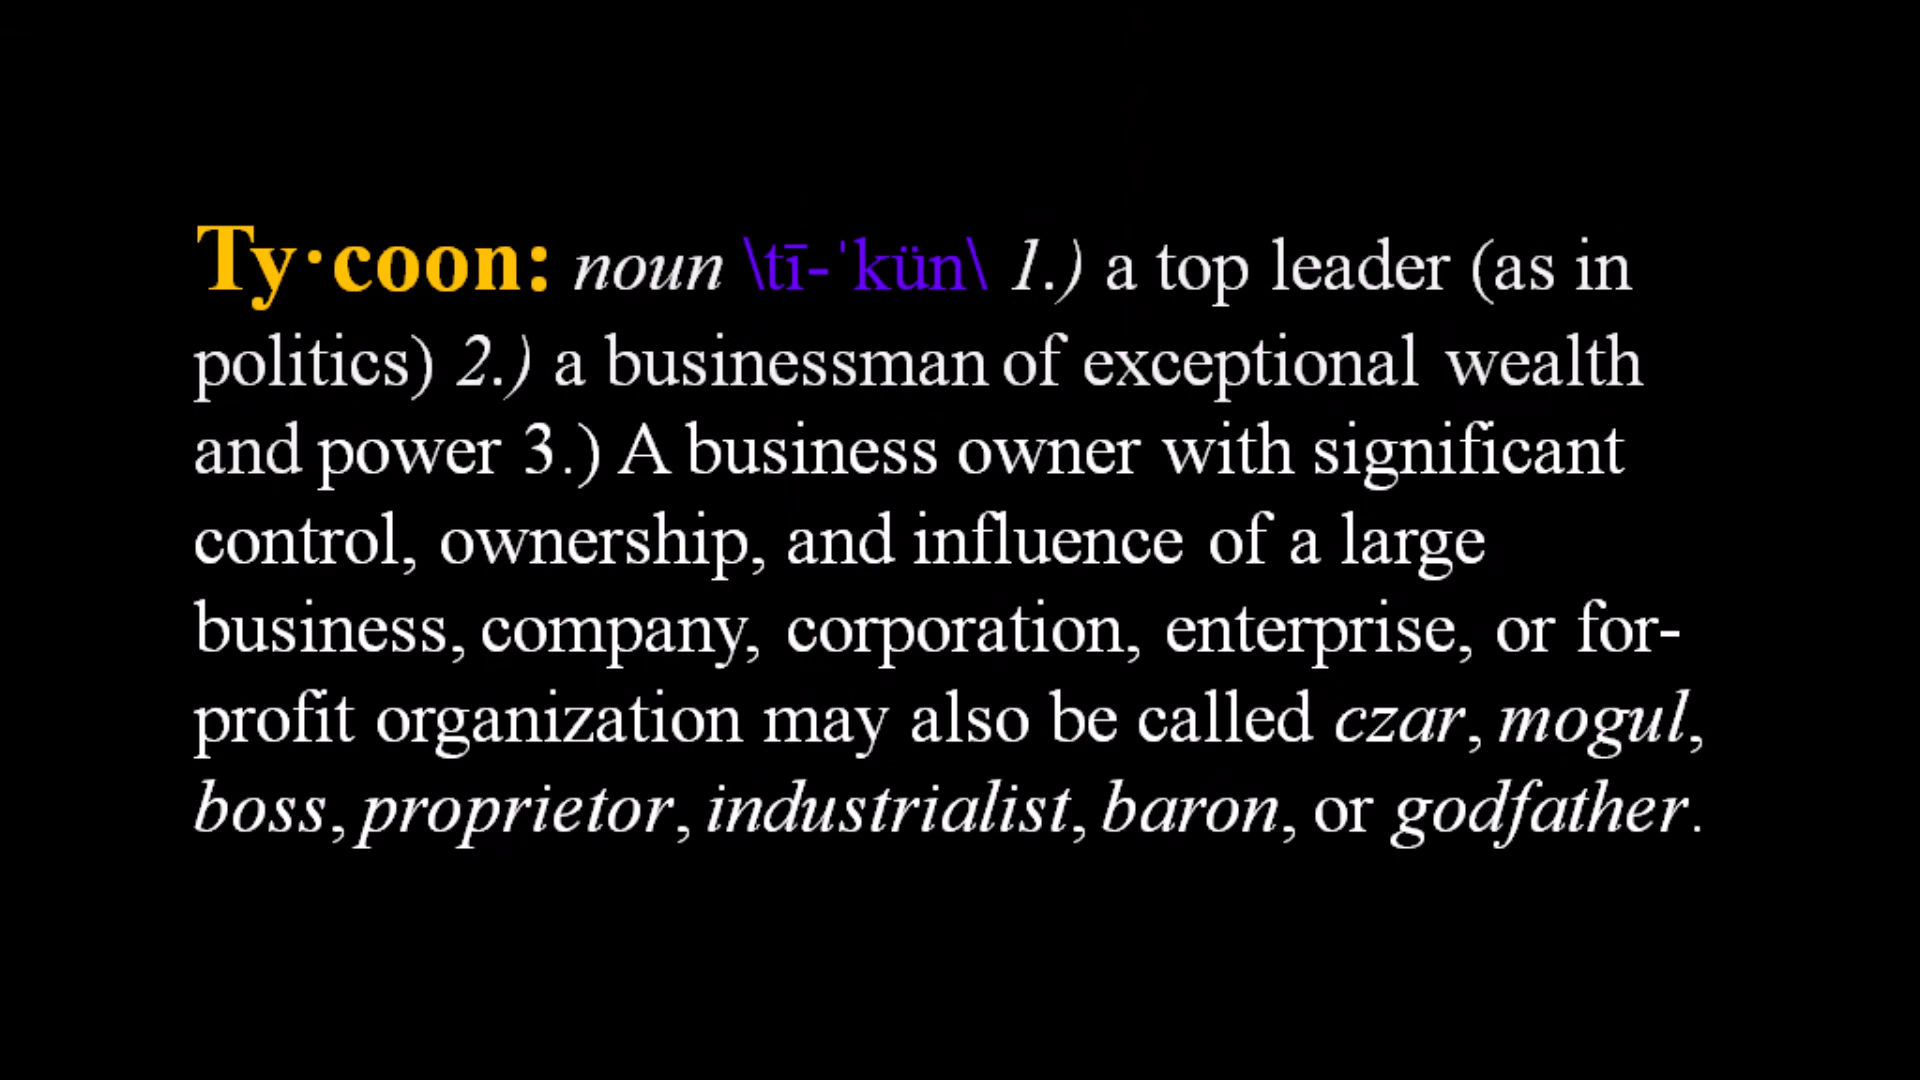 Ty·coon: noun \tī-ˈkün\ 1.) a top leader (as in
politics) 2.) a businessman of exceptional wealth
and power 3.) A business owner with significant
control, ownership, and influence of a large
business, company, corporation, enterprise, or for-
profit organization may also be called czar, mogul,
boss, proprietor, industrialist, baron, or godfather.